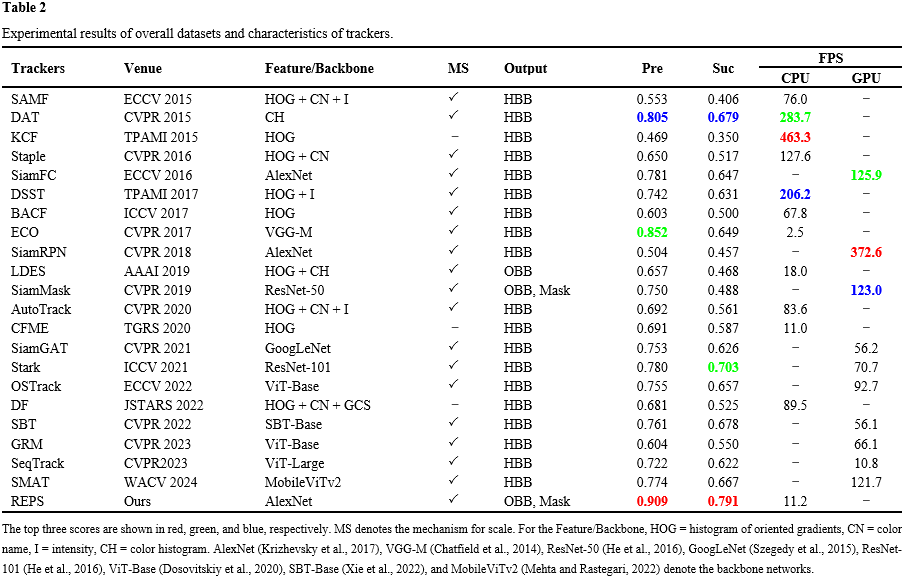 Table 2
Experimental results of overall datasets and characteristics of trackers.
Trackers Venue Feature/Backbone MS Output Pre Suc FPS
CPU GPU
SAMF ECCV 2015 HOG + CN + I ✓ HBB 0.553 0.406 76.0 –
DAT CVPR 2015 CH ✓ HBB 0.805 0.679 283.7 –
KCF TPAMI 2015 HOG – HBB 0.469 0.350 463.3 –
Staple CVPR 2016 HOG + CN ✓ HBB 0.650 0.517 127.6 –
SiamFC ECCV 2016 AlexNet ✓ HBB 0.781 0.647 – 125.9
DSST TPAMI 2017 HOG + I ✓ HBB 0.742 0.631 206.2 –
BACF ICCV 2017 HOG ✓ HBB 0.603 0.500 67.8 –
ECO CVPR 2017 VGG-M ✓ HBB 0.852 0.649 2.5 –
SiamRPN CVPR 2018 AlexNet ✓ HBB 0.504 0.457 – 372.6
LDES AAAI 2019 HOG + CH ✓ OBB 0.657 0.468 18.0 –
SiamMask CVPR 2019 ResNet-50 ✓ OBB, Mask 0.750 0.488 – 123.0
AutoTrack CVPR 2020 HOG + CN + I ✓ HBB 0.692 0.561 83.6 –
CFME TGRS 2020 HOG – HBB 0.691 0.587 11.0 –
SiamGAT CVPR 2021 GoogLeNet ✓ HBB 0.753 0.626 – 56.2
Stark ICCV 2021 ResNet-101 ✓ HBB 0.780 0.703 – 70.7
OSTrack ECCV 2022 ViT-Base ✓ HBB 0.755 0.657 – 92.7
DF JSTARS 2022 HOG + CN + GCS – HBB 0.681 0.525 89.5 –
SBT CVPR 2022 SBT-Base ✓ HBB 0.761 0.678 – 56.1
GRM CVPR 2023 ViT-Base ✓ HBB 0.604 0.550 – 66.1
SeqTrack CVPR2023 ViT-Large ✓ HBB 0.722 0.622 – 10.8
SMAT WACV 2024 MobileViTv2 ✓ HBB 0.774 0.667 – 121.7
REPS Ours AlexNet ✓ OBB, Mask 0.909 0.791 11.2 –
The top three scores are shown in red, green, and blue, respectively. MS denotes the mechanism for scale. For the Feature/Backbone, HOG = histogram of oriented gradients, CN = color
name, I = intensity, CH = color histogram. AlexNet (Krizhevsky et al., 2017), VGG-M (Chatfield et al., 2014), ResNet-50 (He et al., 2016), GoogLeNet (Szegedy et al., 2015), ResNet-
101 (He et al., 2016), ViT-Base (Dosovitskiy et al., 2020), SBT-Base (Xie et al., 2022), and MobileViTv2 (Mehta and Rastegari, 2022) denote the backbone networks.